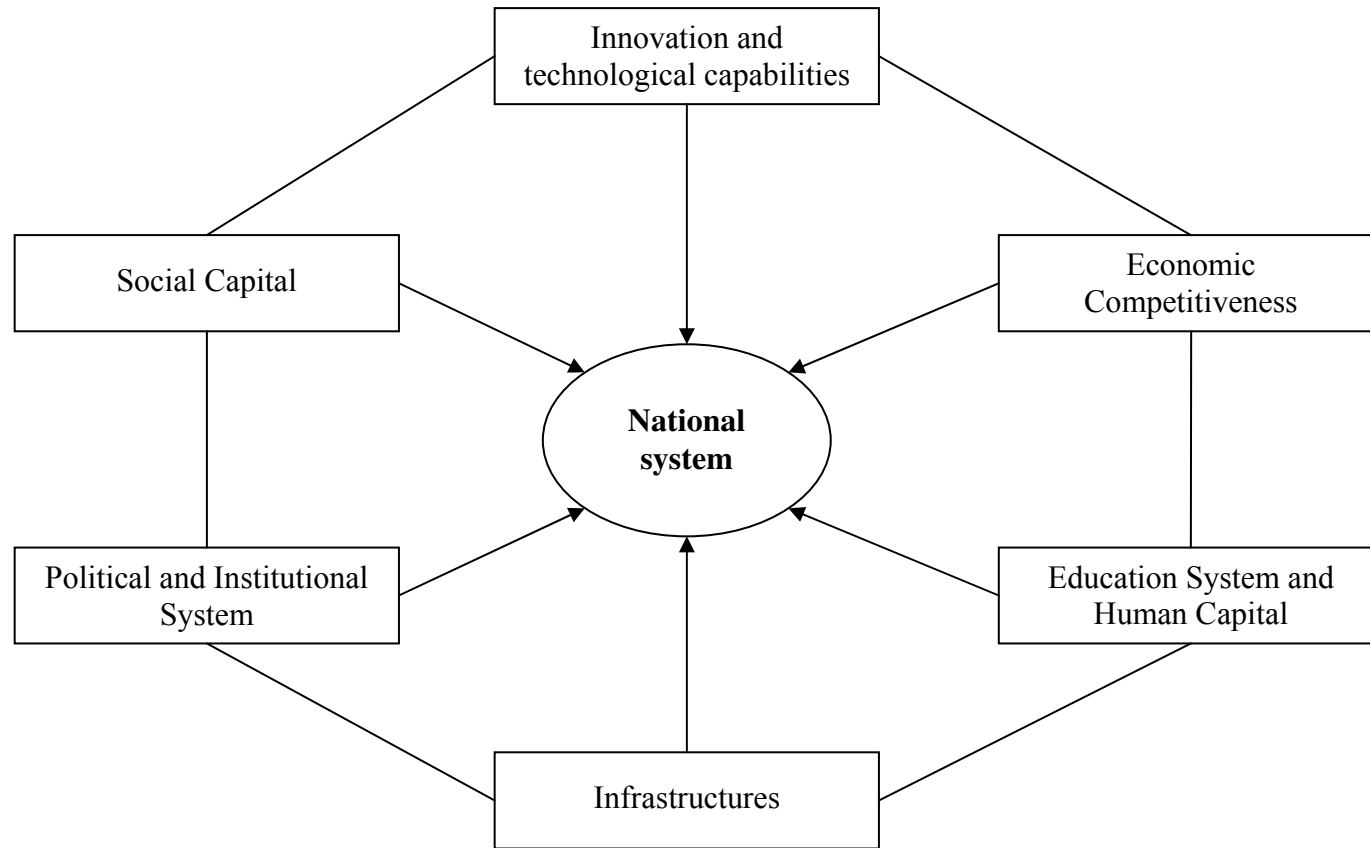 Innovation and
technological capabilities
Social Capital
Economic
Competitiveness
National
system
Political and Institutional
System
Education System and
Human Capital
Infrastructures